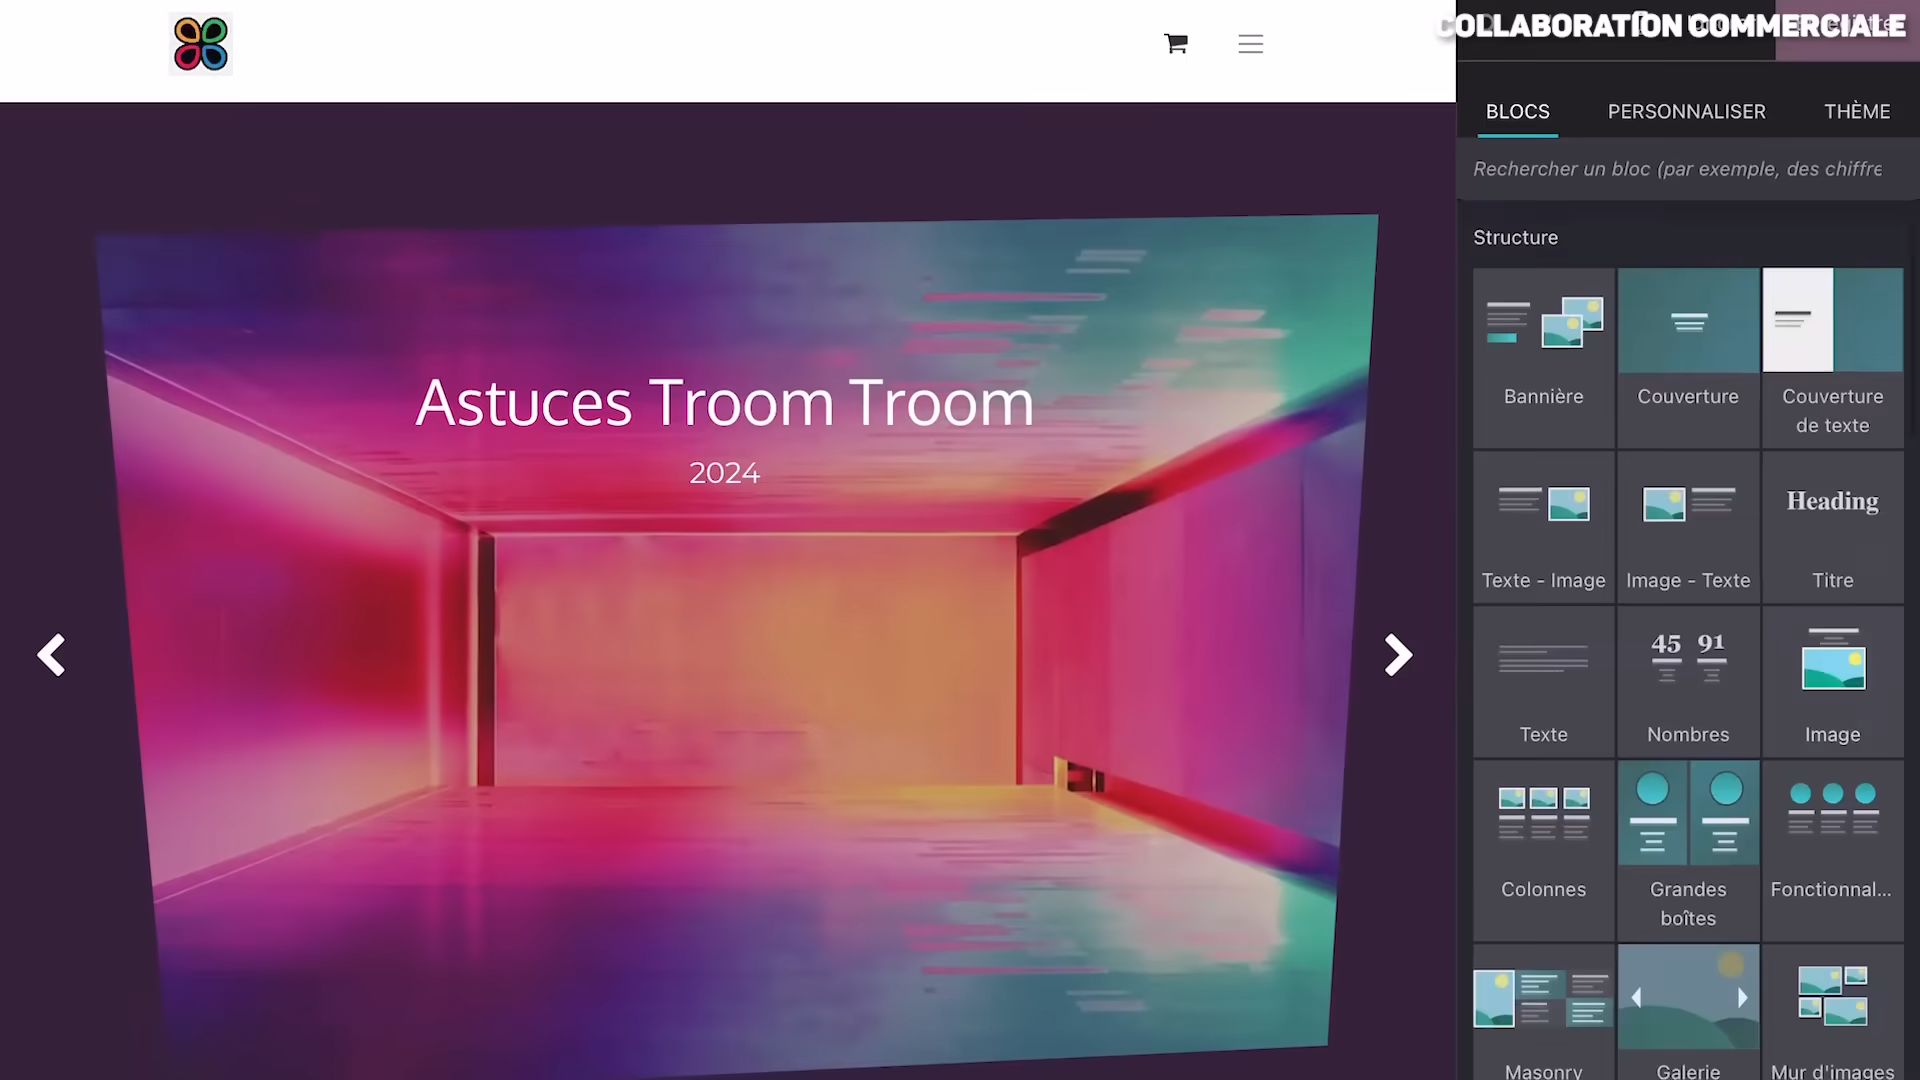 COLLABORATION COMMERCIALE
BLOCS
PERSONNALISER
THÈME
Rechercher un bloc (par exemple, des chiffre
Structure
Astuces Troom Troom
2024
Bannière
Couverture
Couverture
de texte
Texte - Image
Image - Texte
Heading
Titre
Texte
45 91
Nombres
Image
Colonnes
Grandes
boîtes
Fonctionnal...
Masonry
Galerie
Mur d'images